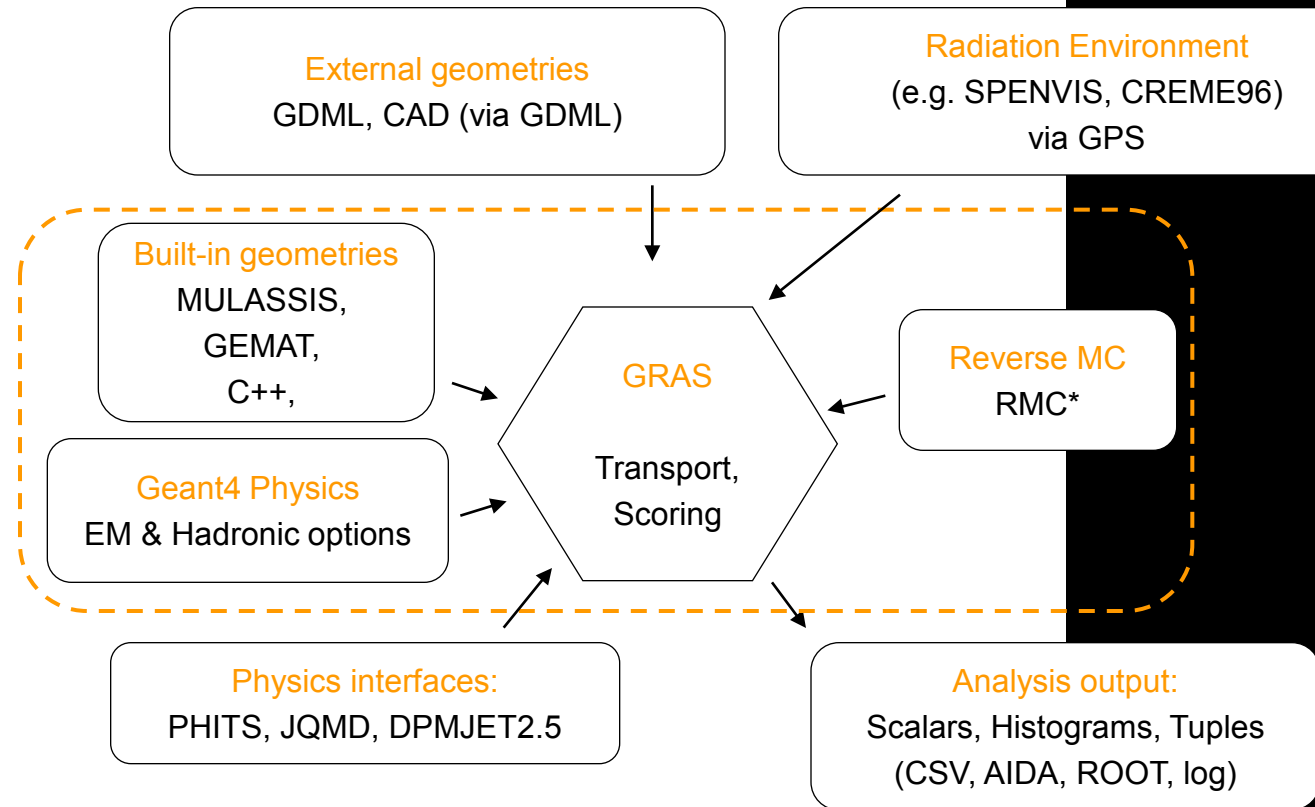 External geometries
GDML, CAD (via GDML)
Radiation Environment
(e.g. SPENVIS, CREME96)
via GPS
Built-in geometries
MULASSIS,
GEMAT,
C++,
GRAS
Transport,
Scoring
Reverse MC
RMC*
Geant4 Physics
EM & Hadronic options
Physics interfaces:
PHITS, JQMD, DPMJET2.5
Analysis output:
Scalars, Histograms, Tuples
(CSV, AIDA, ROOT, log)